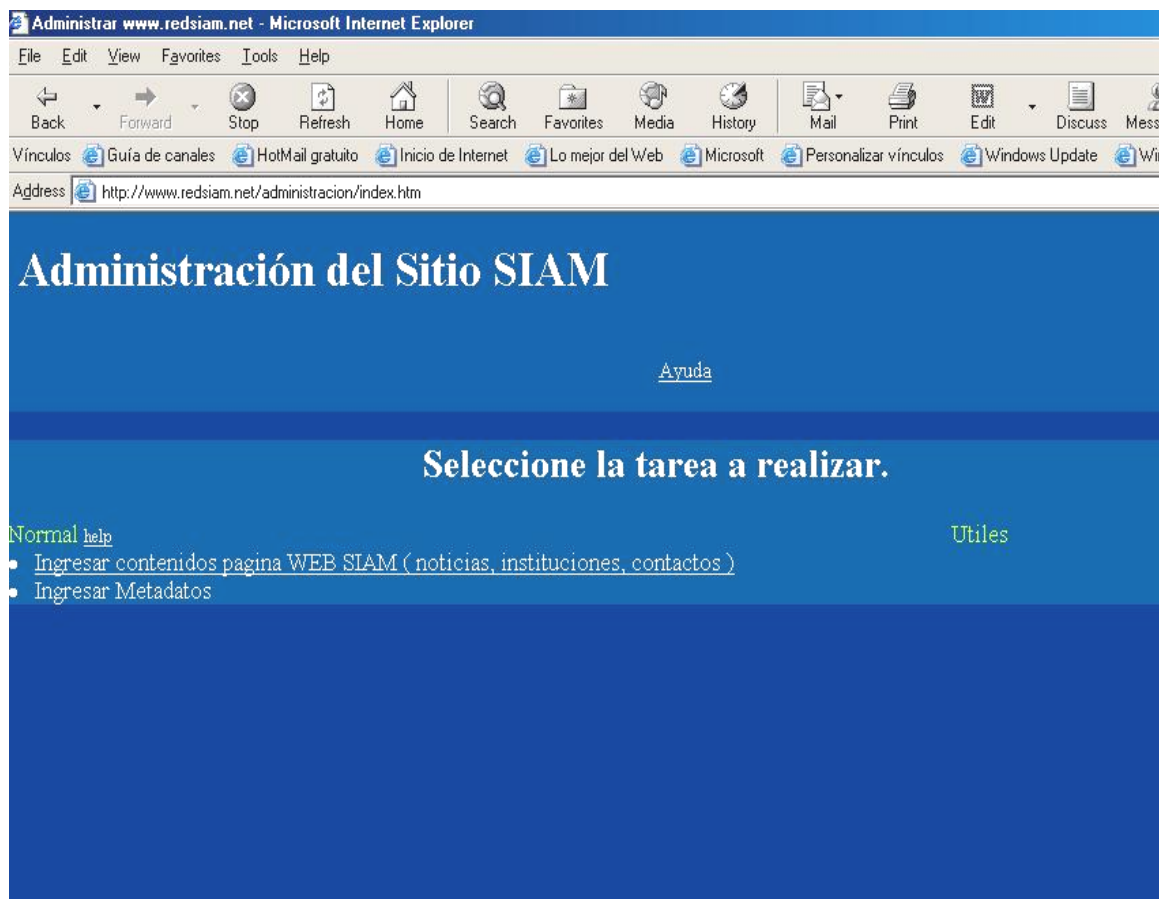 Administrar www.redsiam.net - Microsoft Internet Explorer
File Edit View Favorites Tools Help
Back Forward Stop Refresh Home Search Favorites Media History Mail Print Edit Discuss Mess
Vínculos Guía de canales HotMail gratuito Inicio de Internet Lo mejor del Web Microsoft Personalizar vínculos Windows Update Wi
Address http://www.redsiam.net/administracion/index.htm
Administración del Sitio SIAM
Ayuda
Seleccione la tarea a realizar.
Normal help Utiles
Ingresar contenidos pagina WEB SIAM ( noticias, instituciones, contactos )
Ingresar Metadatos